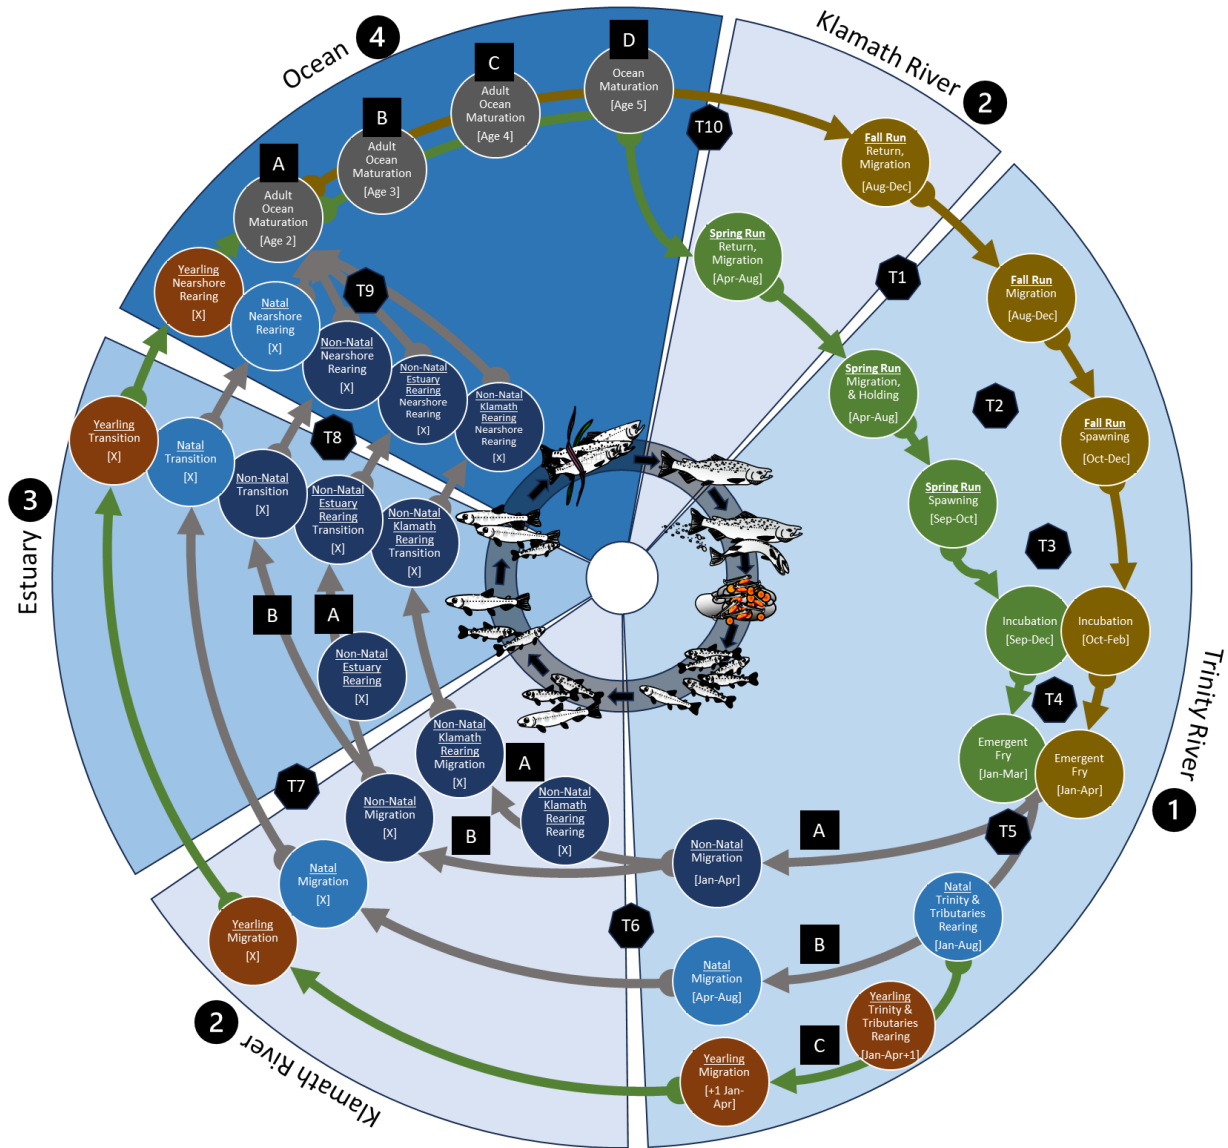 Ocean 4
Klamath River 2
D
Ocean
Maturation
[Age 5]
C
Adult
Ocean
Maturation
[Age 4]
B
Adult
Ocean
Maturation
[Age 3]
A
Adult
Ocean
Maturation
[Age 2]
T10
Fall Run
Return,
Migration
[Aug-Dec]
Spring Run
Return,
Migration
[Apr-Aug]
T1
Fall Run
Migration
[Aug-Dec]
Spring Run
Migration,
& Holding
[Apr-Aug]
T2
Fall Run
Spawning
[Oct-Dec]
Spring Run
Spawning
[Sep-Oct]
T3
Incubation
[Sep-Dec]
Incubation
[Oct-Feb]
T4
Emergent
Fry
[Jan-Mar]
Emergent
Fry
[Jan-Apr]
Trinity River
1
T5
A
Non-Natal
Migration
[Jan-Apr]
Natal
Trinity &
Tributaries
Rearing
[Jan-Aug]
B
Natal
Migration
[Apr-Aug]
Yearling
Trinity &
Tributaries
Rearing
[Jan-Apr+1]
C
Yearling
Migration
[+1 Jan-
Apr]
T6
Non-Natal
Klamath
Rearing
Rearing
[X]
A
Non-Natal
Klamath
Rearing
Migration
[X]
B
Non-Natal
Migration
[X]
Natal
Migration
[X]
Yearling
Migration
[X]
2 Klamath River
T7
Non-Natal
Estuary
Rearing
[X]
A
B
Estuary 3
Yearling
Transition
[X]
Natal
Transition
[X]
Non-Natal
Transition
[X]
Non-Natal
Estuary
Rearing
Transition
[X]
Non-Natal
Klamath
Rearing
Transition
[X]
T8
Yearling
Nearshore
Rearing
[X]
Natal
Nearshore
Rearing
[X]
Non-Natal
Nearshore
Rearing
[X]
Non-Natal
Estuary
Rearing
Nearshore
Rearing
[X]
Non-Natal
Klamath
Rearing
Nearshore
Rearing
[X]
T9